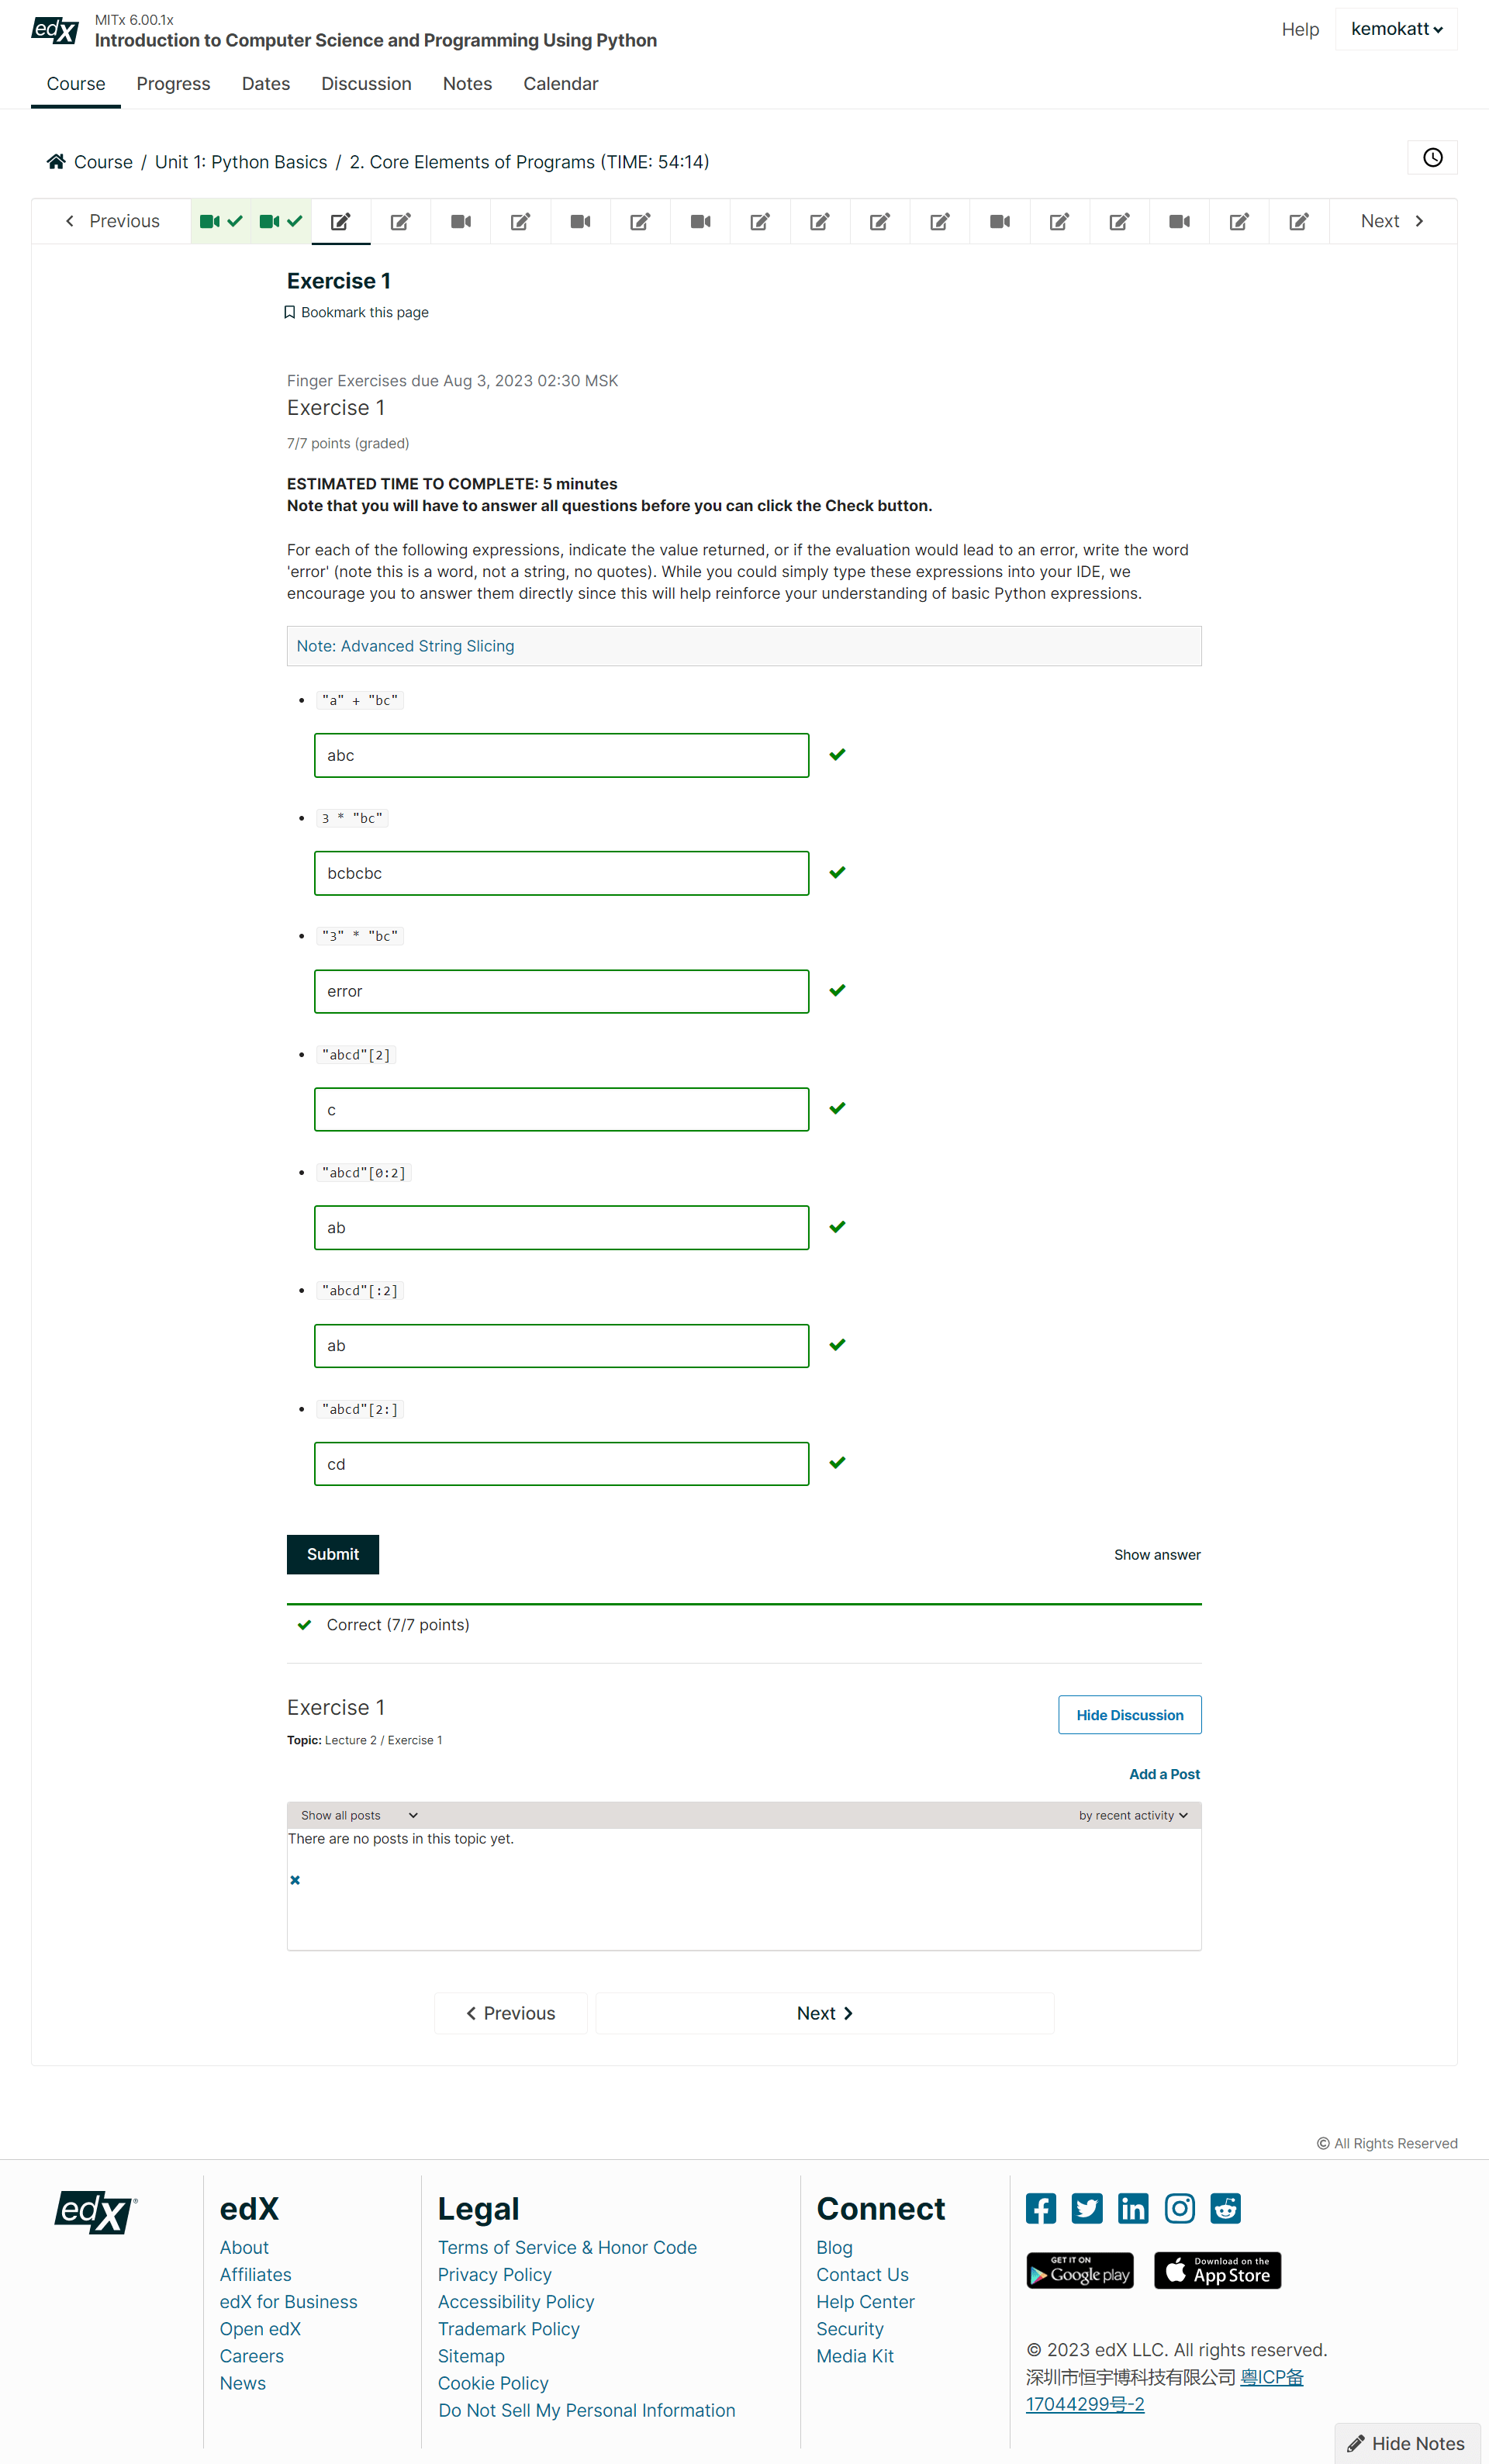 edX
MITx 6.00.1x
Introduction to Computer Science and Programming Using Python
Help
kemokatt
Course Progress Dates Discussion Notes Calendar
Course / Unit 1: Python Basics / 2. Core Elements of Programs (TIME: 54:14)
Previous
Next
Exercise 1
Bookmark this page
Finger Exercises due Aug 3, 2023 02:30 MSK
Exercise 1
7/7 points (graded)
ESTIMATED TIME TO COMPLETE: 5 minutes
Note that you will have to answer all questions before you can click the Check button.
For each of the following expressions, indicate the value returned, or if the evaluation would lead to an error, write the word
'error' (note this is a word, not a string, no quotes). While you could simply type these expressions into your IDE, we
encourage you to answer them directly since this will help reinforce your understanding of basic Python expressions.
Note: Advanced String Slicing
"a" + "bc"
abc
3 * "bc"
bcbcbc
"3" * "bc"
error
"abcd"[2]
c
"abcd"[0:2]
ab
"abcd"[:2]
ab
"abcd"[2:]
cd
Submit
Show answer
Correct (7/7 points)
Exercise 1
Hide Discussion
Topic: Lecture 2 / Exercise 1
Add a Post
Show all posts
by recent activity
There are no posts in this topic yet.
Previous
Next
© All Rights Reserved
edX
edX
About
Affiliates
edX for Business
Open edX
Careers
News
Legal
Terms of Service & Honor Code
Privacy Policy
Accessibility Policy
Trademark Policy
Sitemap
Cookie Policy
Do Not Sell My Personal Information
Connect
Blog
Contact Us
Help Center
Security
Media Kit
GET IT ON
Google play
Download on the
App Store
© 2023 edX LLC. All rights reserved.
深圳市恒宇博科技有限公司 粤ICP备
17044299号-2
Hide Notes